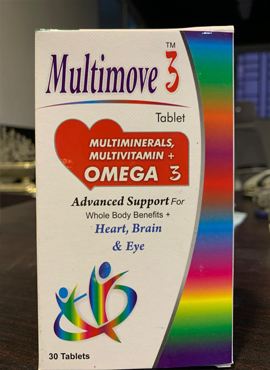 Multimove 3 ™
Tablet
MULTIMINERALS,
MULTIVITAMIN +
OMEGA 3
Advanced Support For
Whole Body Benefits +
Heart, Brain
& Eye
30 Tablets